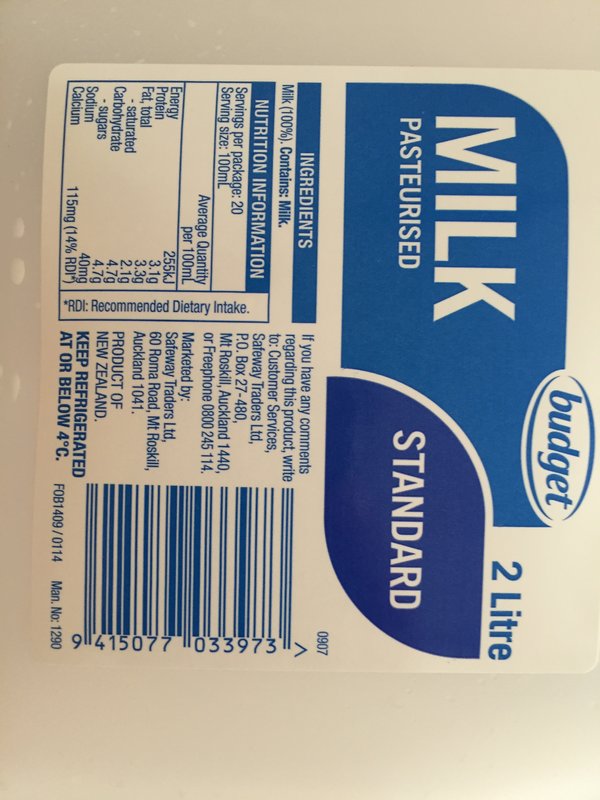 budget
MILK
PASTEURISED
STANDARD
2 Litre
INGREDIENTS
Milk (100%). Contains: Milk.
NUTRITION INFORMATION
Servings per package: 20
Serving size: 100mL
Average Quantity
per 100mL
Energy 255kJ
Protein 3.1g
Fat, total 3.3g
- saturated 2.1g
Carbohydrate 4.7g
- sugars 4.7g
Sodium 40mg
Calcium 115mg (14% RDI*)
*RDI: Recommended Dietary Intake.
If you have any comments
regarding this product, write
to: Customer Services,
Safeway Traders Ltd,
P.O. Box 27-480,
Mt Roskill, Auckland 1440,
or Freephone 0800 245 114.
Marketed by:
Safeway Traders Ltd,
60 Roma Road, Mt Roskill,
Auckland 1041.
PRODUCT OF
NEW ZEALAND.
KEEP REFRIGERATED
AT OR BELOW 4°C.
0907
9 415077 033973 >
FOB1409 / 0114 Man. No: 1290